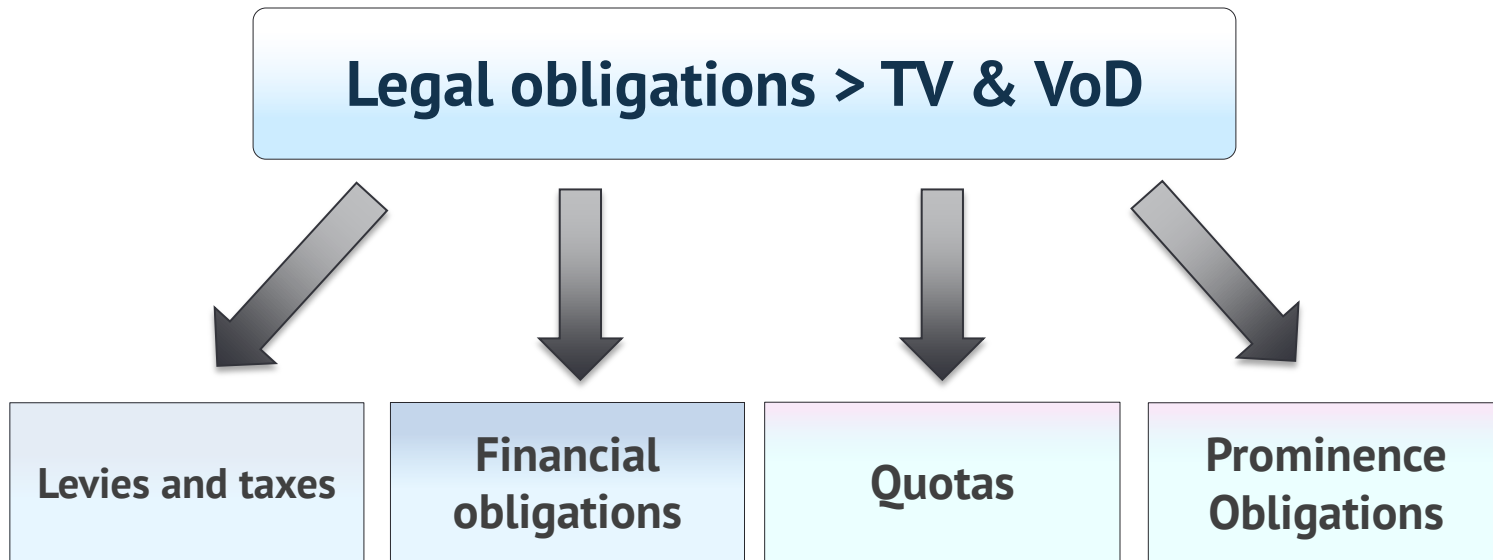 Legal obligations > TV & VoD
Levies and taxes
Financial
obligations
Quotas
Prominence
Obligations